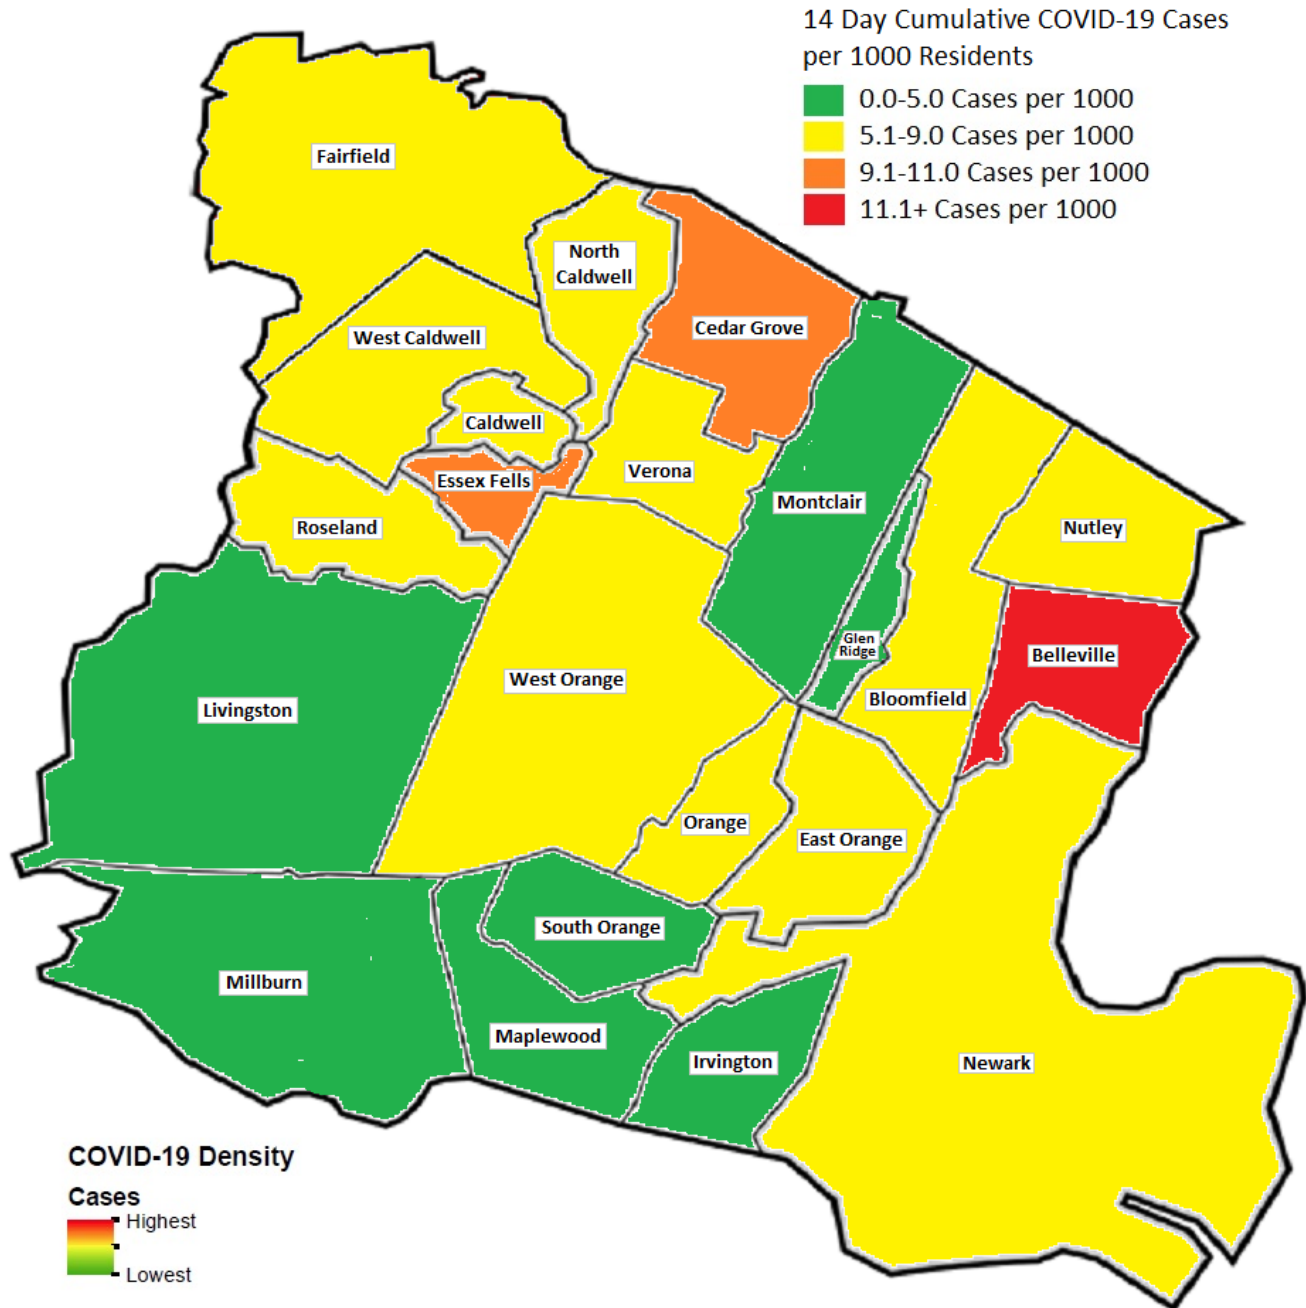 14 Day Cumulative COVID-19 Cases
per 1000 Residents
0.0-5.0 Cases per 1000
5.1-9.0 Cases per 1000
9.1-11.0 Cases per 1000
11.1+ Cases per 1000
Fairfield
North
Caldwell
Cedar Grove
West Caldwell
Caldwell
Verona
Essex Fells
Montclair
Roseland
Nutley
Glen
Ridge
Belleville
West Orange
Bloomfield
Livingston
Orange
East Orange
South Orange
Millburn
Maplewood
Irvington
Newark
COVID-19 Density
Cases
Highest
Lowest